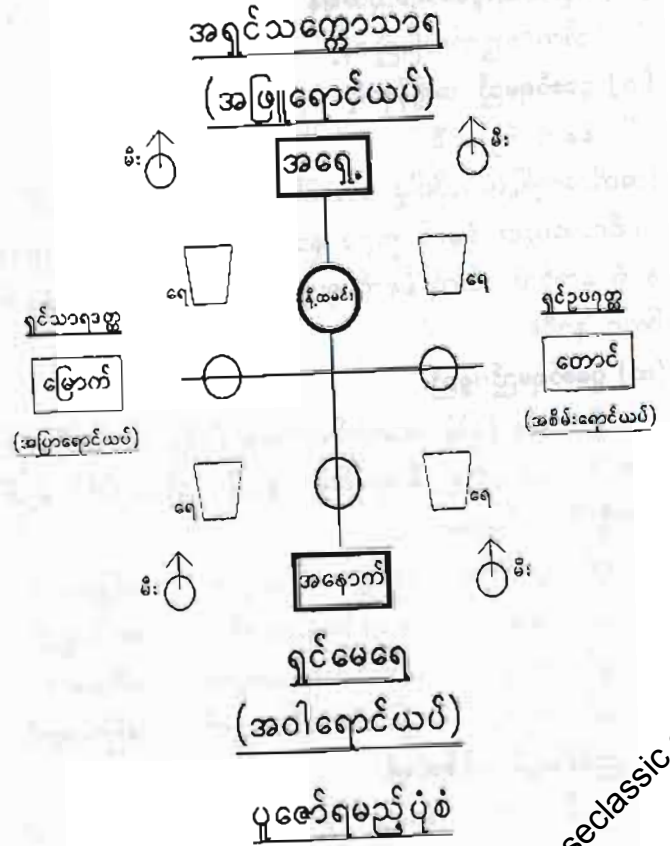 အရှင်သက္ကောသာရ
(အဖြူရောင်ယပ်)
မီး
မီး
အရှေ့
ရေ
ရေ
ရှင်သာရဒတ္တ
ရှင်ဥပဂုတ္တ
မြောက်
တောင်
(အပြာရောင်ယပ်)
(အစိမ်းရောင်ယပ်)
ရေ
ရေ
မီး
မီး
အနောက်
ရှင်မေရေ
(အဝါရောင်ယပ်)
ပူဇော်ရမည့်ပုံစံ
seclassic.